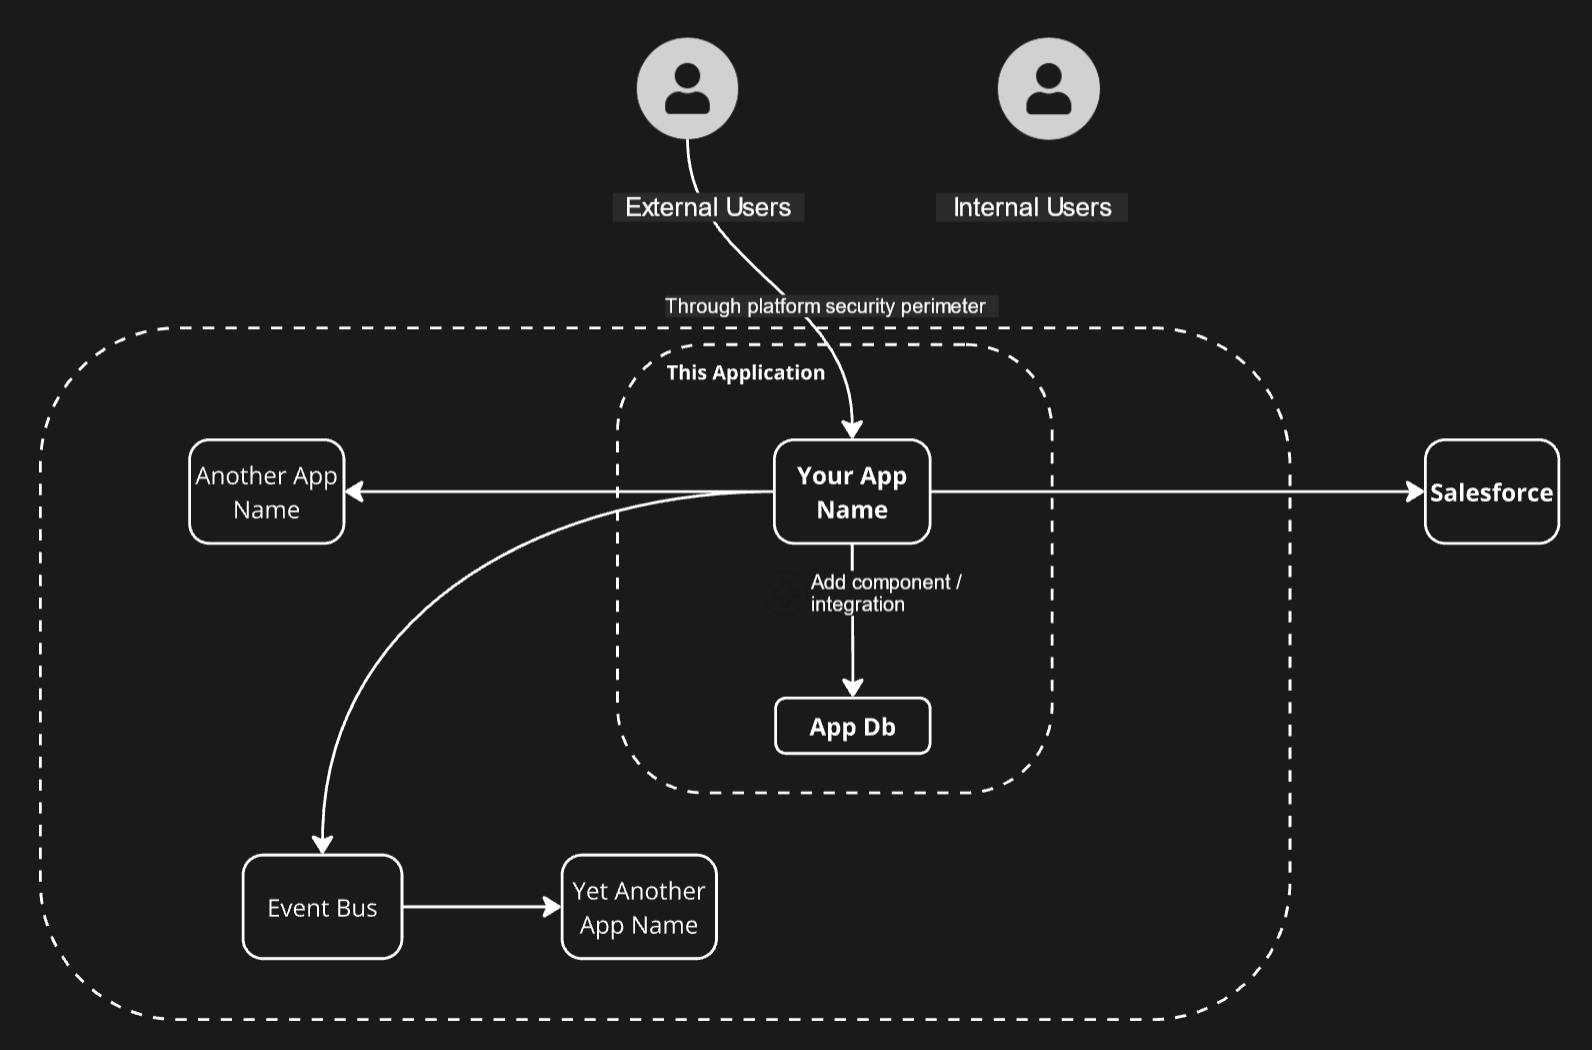 External Users
Internal Users
Through platform security perimeter
This Application
Another App
Name
Your App
Name
Salesforce
Add component /
integration
App Db
Event Bus
Yet Another
App Name